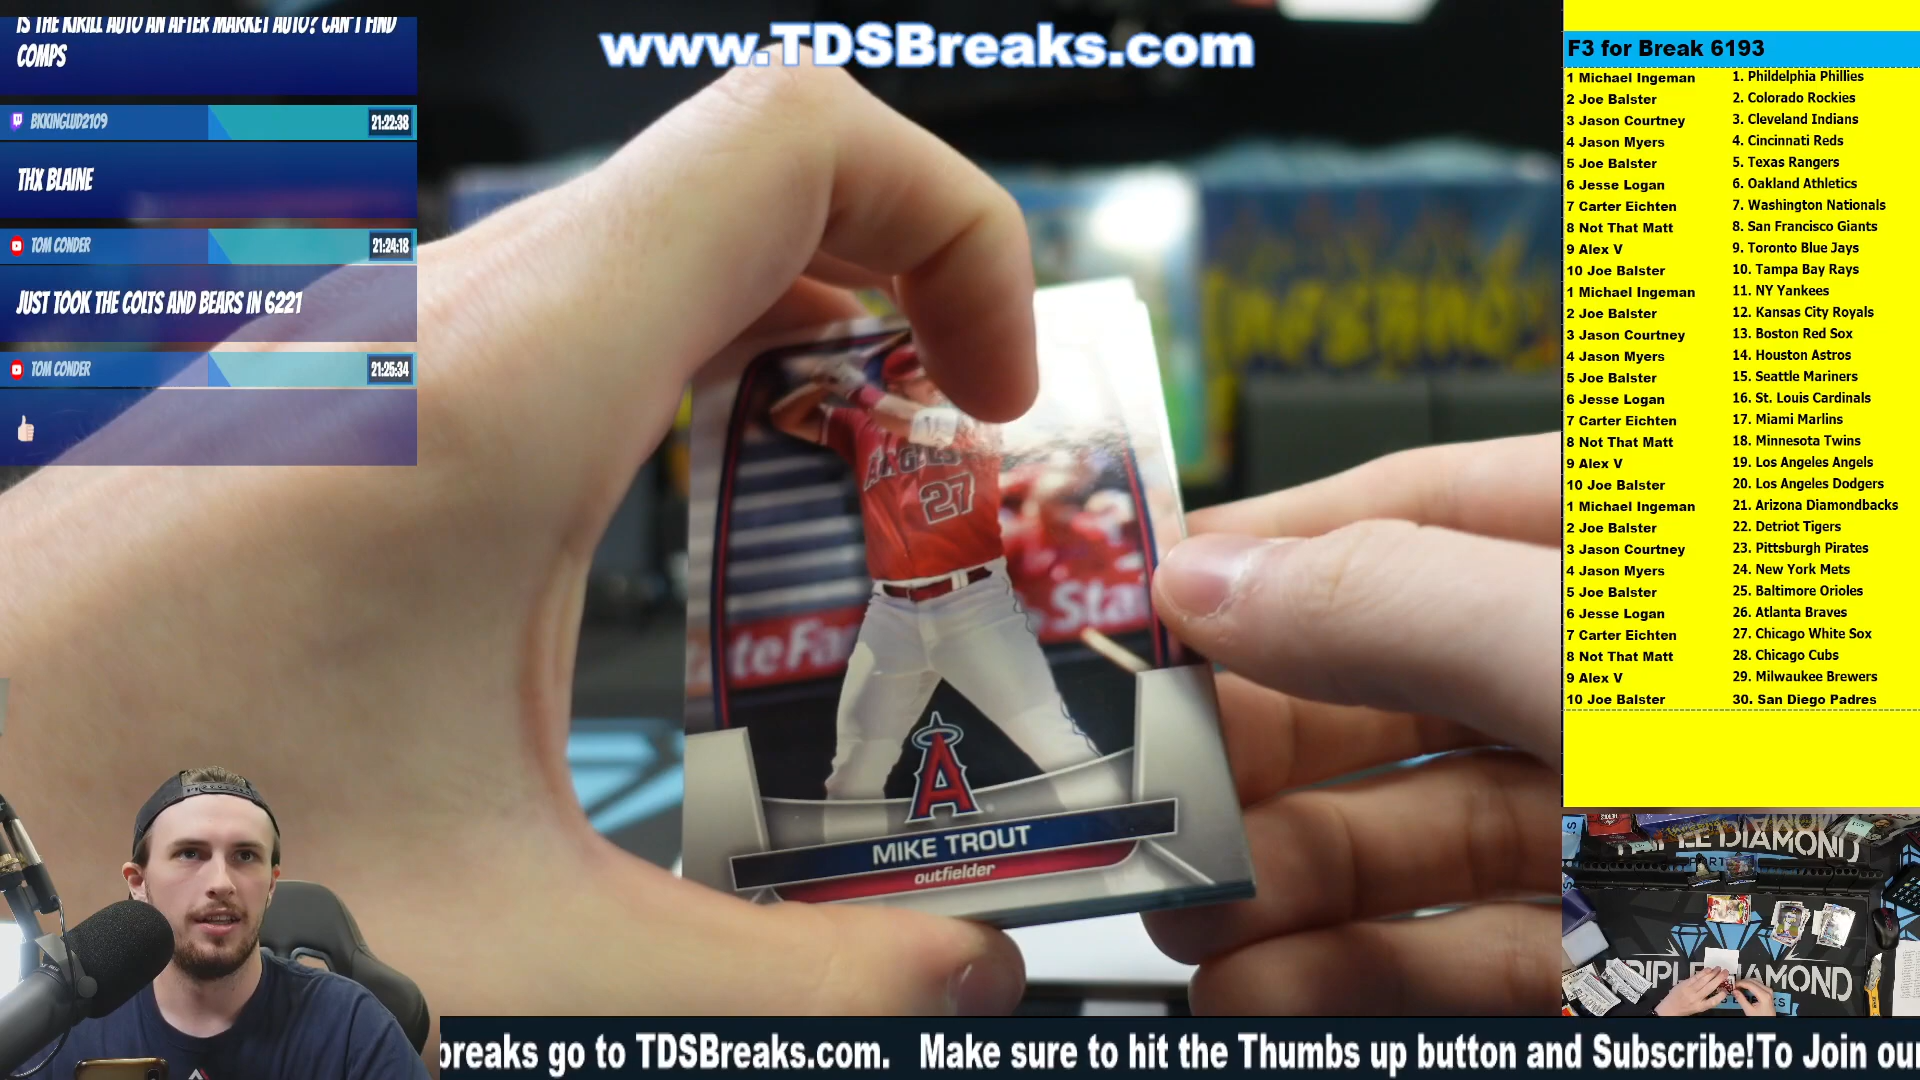 IS THE KIRILL AUTO AN AFTER MARKET AUTO? CAN'T FIND
COMPS
BKKINGLUD2109
21:22:38
THX BLAINE
TOM CONDER
21:24:18
JUST TOOK THE COLTS AND BEARS IN 6221
TOM CONDER
21:25:34
www.TDSBreaks.com
ANGELS
27
ateFa
Sta
A
MIKE TROUT
outfielder
F3 for Break 6193
1 Michael Ingeman 1. Phildelphia Phillies
2 Joe Balster 2. Colorado Rockies
3 Jason Courtney 3. Cleveland Indians
4 Jason Myers 4. Cincinnati Reds
5 Joe Balster 5. Texas Rangers
6 Jesse Logan 6. Oakland Athletics
7 Carter Eichten 7. Washington Nationals
8 Not That Matt 8. San Francisco Giants
9 Alex V 9. Toronto Blue Jays
10 Joe Balster 10. Tampa Bay Rays
1 Michael Ingeman 11. NY Yankees
2 Joe Balster 12. Kansas City Royals
3 Jason Courtney 13. Boston Red Sox
4 Jason Myers 14. Houston Astros
5 Joe Balster 15. Seattle Mariners
6 Jesse Logan 16. St. Louis Cardinals
7 Carter Eichten 17. Miami Marlins
8 Not That Matt 18. Minnesota Twins
9 Alex V 19. Los Angeles Angels
10 Joe Balster 20. Los Angeles Dodgers
1 Michael Ingeman 21. Arizona Diamondbacks
2 Joe Balster 22. Detriot Tigers
3 Jason Courtney 23. Pittsburgh Pirates
4 Jason Myers 24. New York Mets
5 Joe Balster 25. Baltimore Orioles
6 Jesse Logan 26. Atlanta Braves
7 Carter Eichten 27. Chicago White Sox
8 Not That Matt 28. Chicago Cubs
9 Alex V 29. Milwaukee Brewers
10 Joe Balster 30. San Diego Padres
DIAMOND
TRIPLE DIAMOND
breaks go to TDSBreaks.com. Make sure to hit the Thumbs up button and Subscribe!To Join our